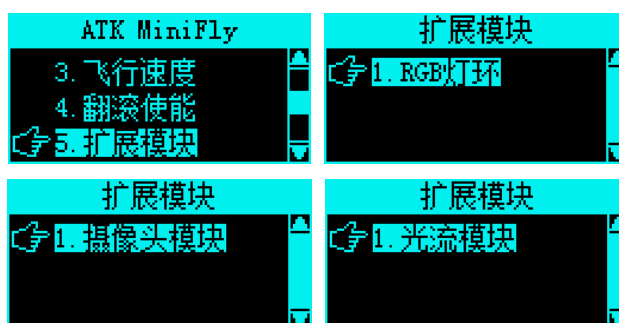 ATK MiniFly
3. 飞行速度
4. 翻滚使能
5. 扩展模块
扩展模块
1. RGB灯环
扩展模块
1. 摄像头模块
扩展模块
1. 光流模块